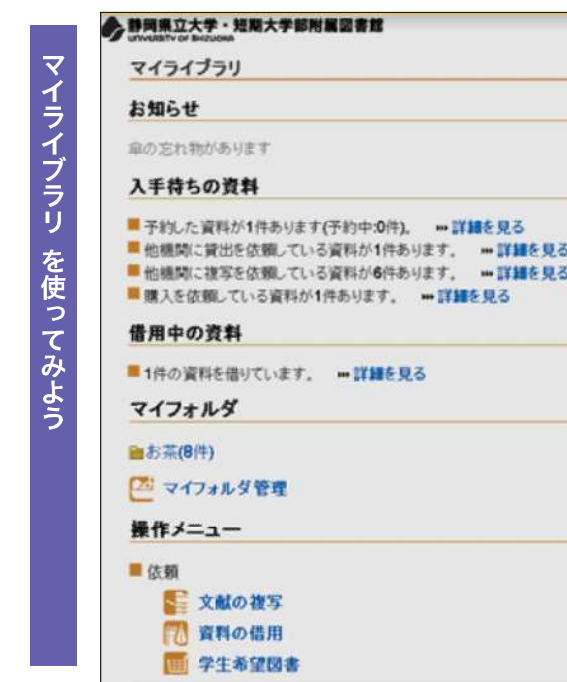 マイライブラリ を使ってみよう
静岡県立大学・短期大学部附属図書館
UNIVERSITY OF SHIZUOKA
マイライブラリ
お知らせ
傘の忘れ物があります
入手待ちの資料
予約した資料が1件あります(予約中:0件)。 詳細を見る
他機関に貸出を依頼している資料が1件あります。 詳細を見る
他機関に複写を依頼している資料が6件あります。 詳細を見る
購入を依頼している資料が1件あります。 詳細を見る
借用中の資料
1件の資料を借りています。 詳細を見る
マイフォルダ
お茶(8件)
マイフォルダ管理
操作メニュー
依頼
文献の複写
資料の借用
学生希望図書